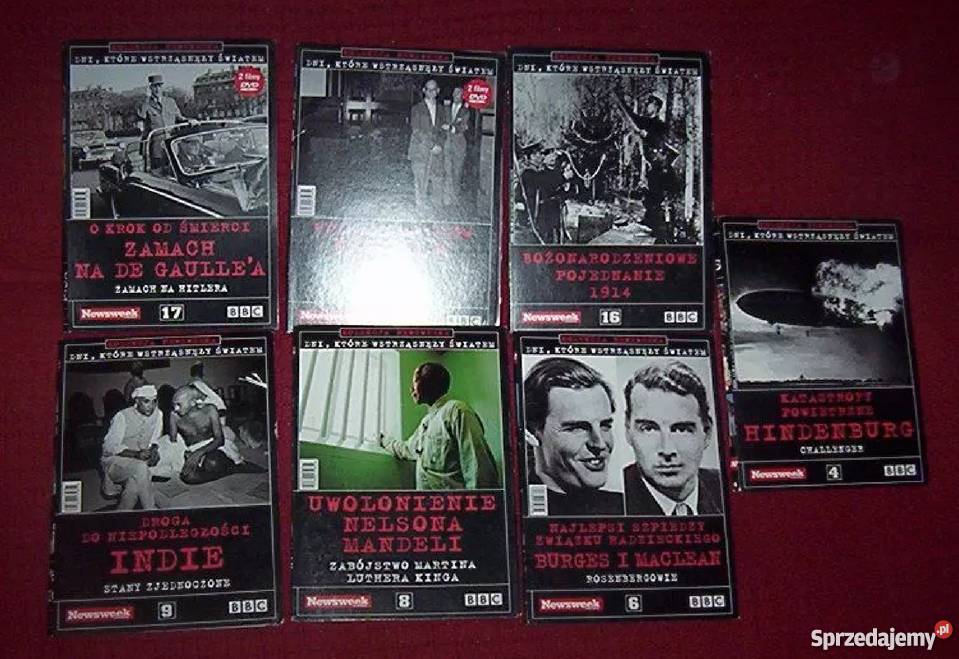 KOLEKCJA NEWSWEEKA
DNI, KTÓRE WSTRZĄSNĘŁY ŚWIATEM
2 filmy
DVD
O KROK OD ŚMIERCI
ZAMACH
NA DE GAULLE'A
ZAMACH NA HITLERA
Newsweek 17 BBC
DNI, KTÓRE WSTRZĄSNĘŁY ŚWIATEM
2 filmy
DVD
BBC
DNI, KTÓRE WSTRZĄSNĘŁY ŚWIATEM
BOŻONARODZENIOWE
POJEDNANIE
1914
Newsweek 16 BBC
DNI, KTÓRE WSTRZĄSNĘŁY ŚWIATEM
KATASTROFY
POWIETRZNE
HINDENBURG
CHALLENGER
Newsweek 4 BBC
DNI, KTÓRE WSTRZĄSNĘŁY ŚWIATEM
DROGA
DO NIEPODLEGŁOŚCI
INDIE
STANY ZJEDNOCZONE
Newsweek 9 BBC
DNI, KTÓRE WSTRZĄSNĘŁY ŚWIATEM
UWOLNIENIE
NELSONA
MANDELI
ZABÓJSTWO MARTINA
LUTHERA KINGA
Newsweek 8 BBC
DNI, KTÓRE WSTRZĄSNĘŁY ŚWIATEM
NAJLEPSI SZPIEDZY
ZWIĄZKU RADZIECKIEGO
BURGES I MACLEAN
ROSENBERGOWIE
Newsweek 6 BBC
Sprzedajemy.pl